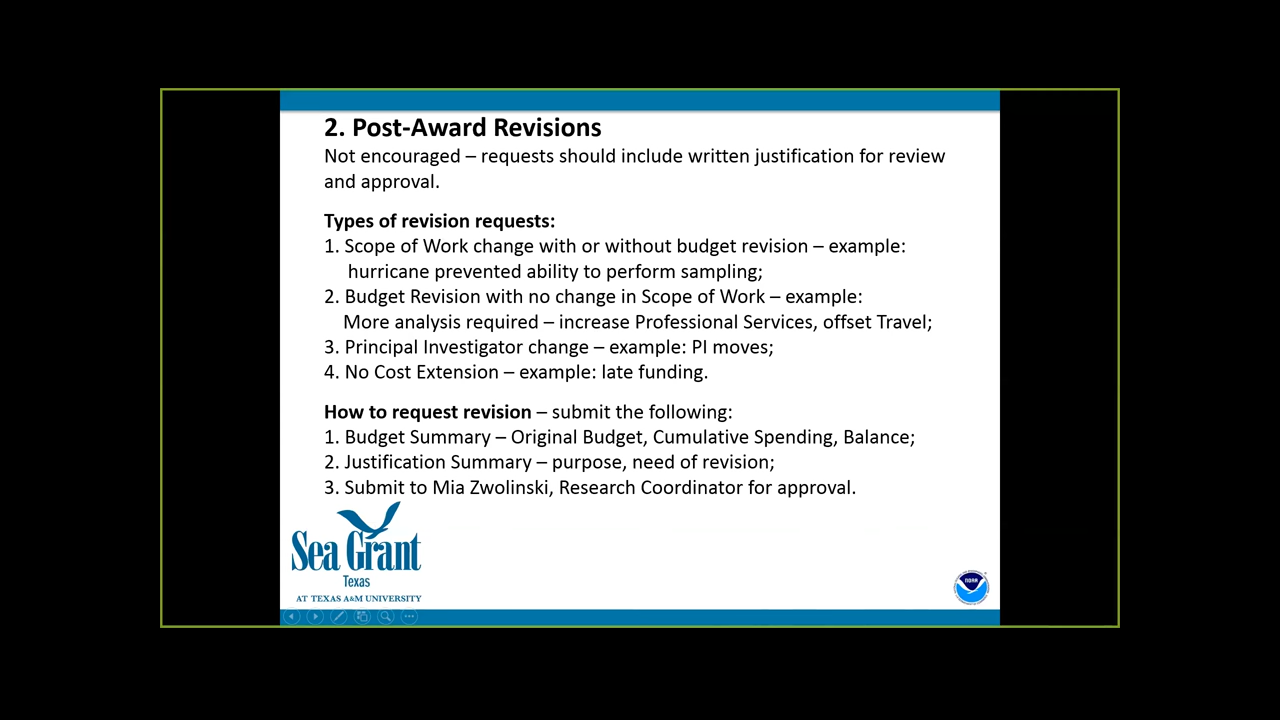 2. Post-Award Revisions
Not encouraged – requests should include written justification for review
and approval.
Types of revision requests:
1. Scope of Work change with or without budget revision – example:
hurricane prevented ability to perform sampling;
2. Budget Revision with no change in Scope of Work – example:
More analysis required – increase Professional Services, offset Travel;
3. Principal Investigator change – example: PI moves;
4. No Cost Extension – example: late funding.
How to request revision – submit the following:
1. Budget Summary – Original Budget, Cumulative Spending, Balance;
2. Justification Summary – purpose, need of revision;
3. Submit to Mia Zwolinski, Research Coordinator for approval.
Sea Grant
Texas
AT TEXAS A&M UNIVERSITY
NOAA